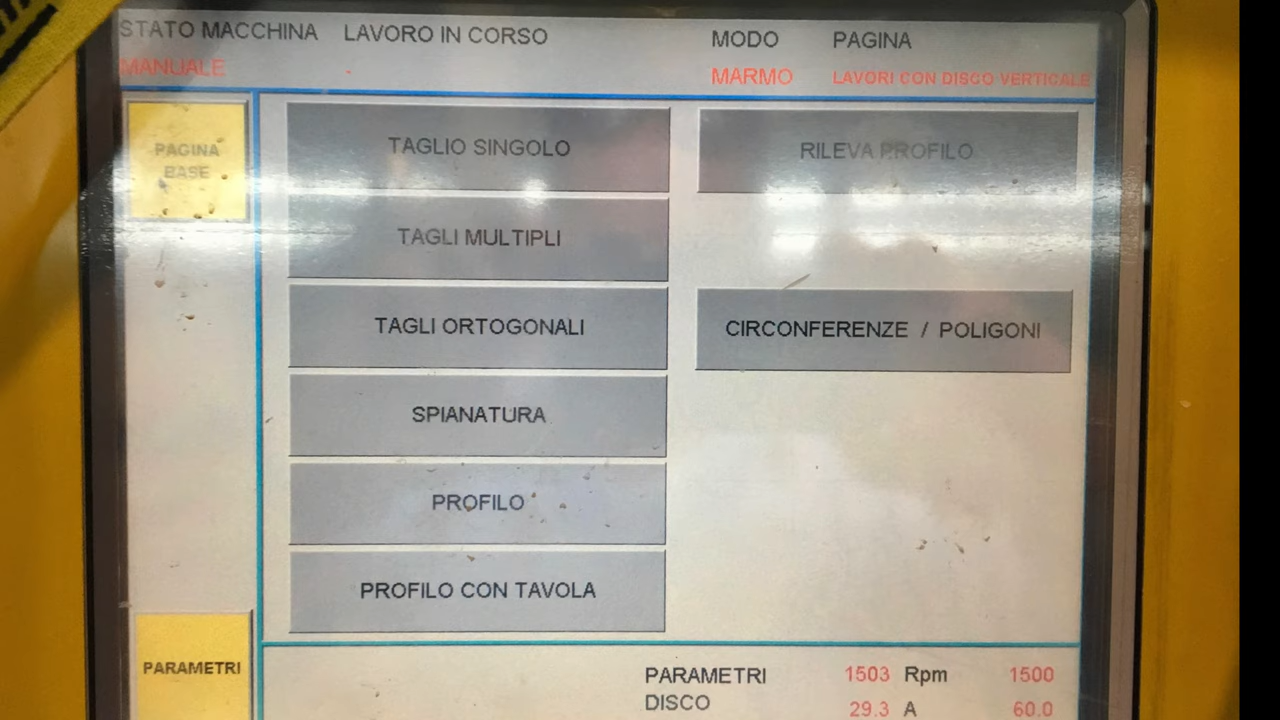 STATO MACCHINA LAVORO IN CORSO MODO PAGINA
MANUALE MARMO LAVORI CON DISCO VERTICALE
PAGINA
BASE
TAGLIO SINGOLO
RILEVA PROFILO
TAGLI MULTIPLI
TAGLI ORTOGONALI
CIRCONFERENZE / POLIGONI
SPIANATURA
PROFILO
PROFILO CON TAVOLA
PARAMETRI
PARAMETRI 1503 Rpm 1500
DISCO 29.3 A 60.0